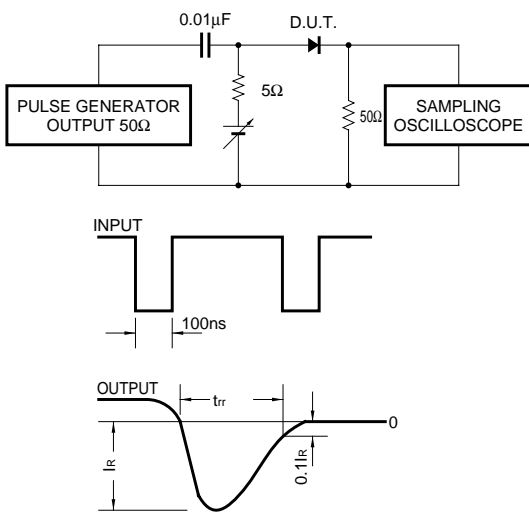 0.01μF
D.U.T.
5Ω
50Ω
PULSE GENERATOR
OUTPUT 50Ω
SAMPLING
OSCILLOSCOPE
INPUT
100ns
OUTPUT
trr
0
IR
0.1IR